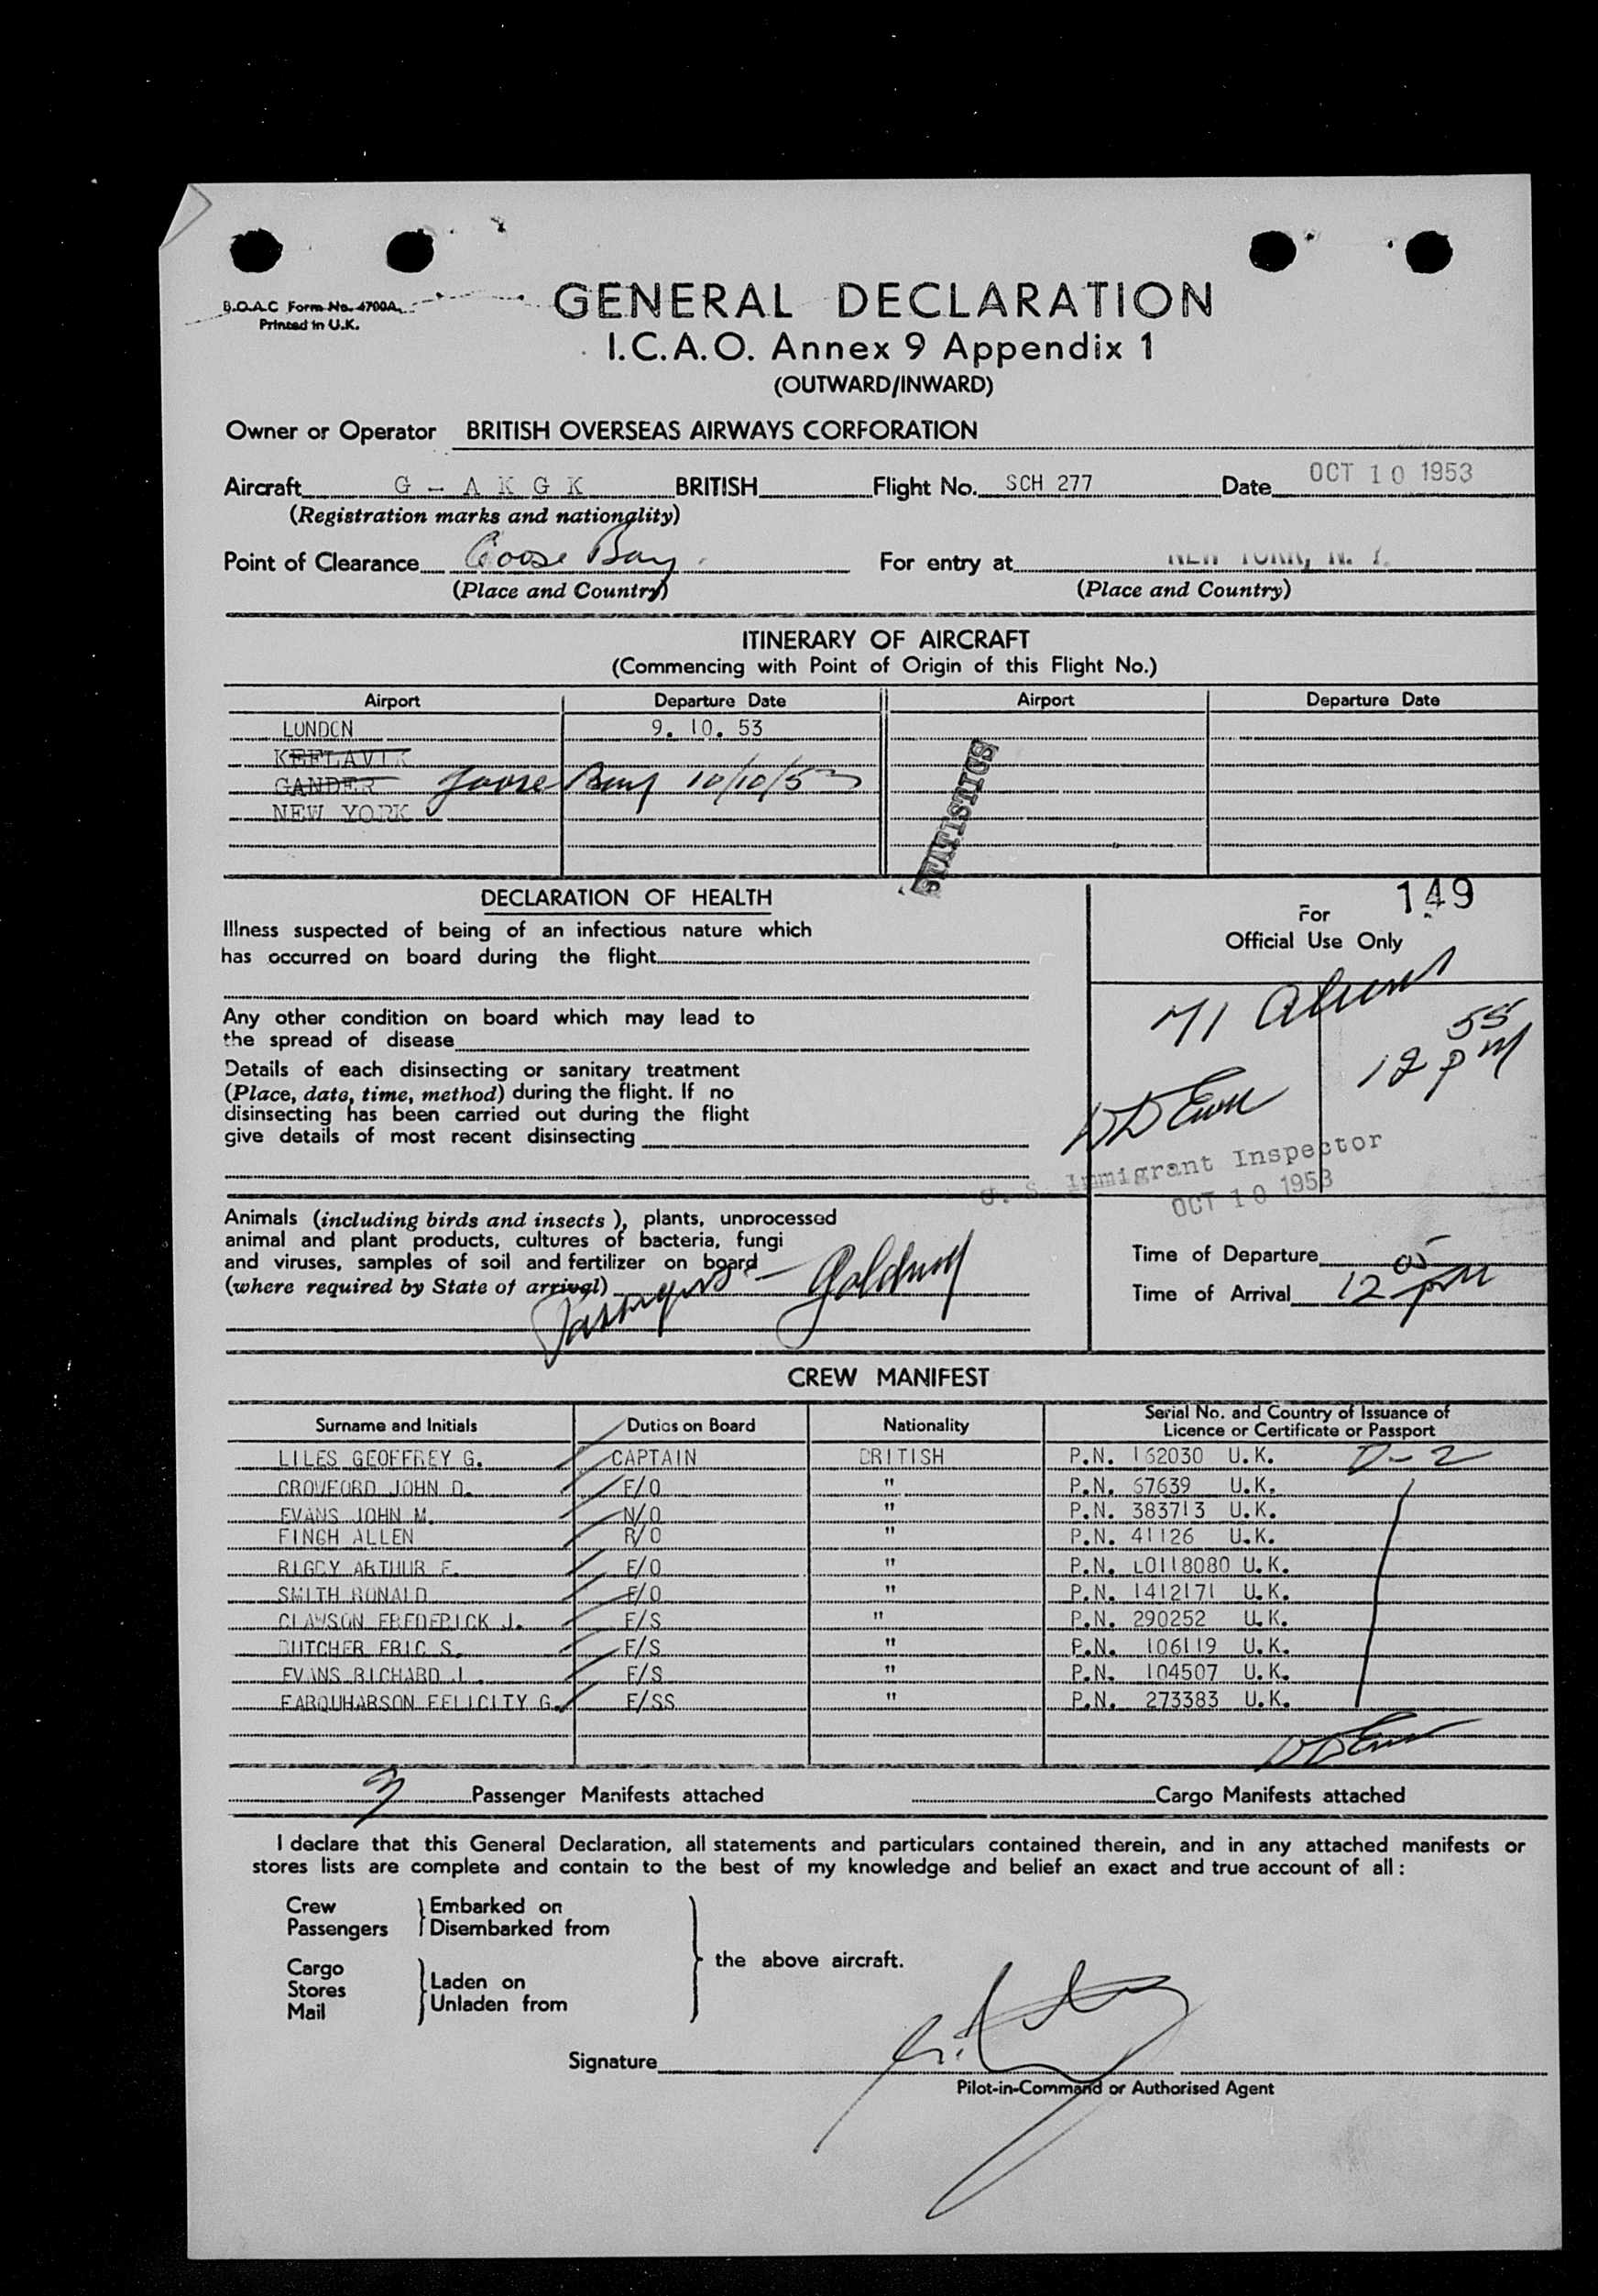 B.O.A.C Form No. 4700A.
Printed in U.K.
GENERAL DECLARATION
I.C.A.O. Annex 9 Appendix 1
(OUTWARD/INWARD)
Owner or Operator BRITISH OVERSEAS AIRWAYS CORPORATION
Aircraft G - A K G K BRITISH Flight No. SCH 277 Date OCT 10 1953
(Registration marks and nationality)
Point of Clearance Goose Bay For entry at NEW YORK, N. Y.
(Place and Country) (Place and Country)
ITINERARY OF AIRCRAFT
(Commencing with Point of Origin of this Flight No.)
Airport Departure Date Airport Departure Date
LONDON 9. 10. 53
KEFLAVIK
GANDER Goose Bay 10/10/53
NEW YORK
STATISTICS
DECLARATION OF HEALTH
Illness suspected of being of an infectious nature which
has occurred on board during the flight
Any other condition on board which may lead to
the spread of disease
Details of each disinsecting or sanitary treatment
(Place, date, time, method) during the flight. If no
disinsecting has been carried out during the flight
give details of most recent disinsecting
149
For
Official Use Only
71 Aliens
55
12 pm
U. S. Immigrant Inspector
OCT 10 1953
Animals (including birds and insects), plants, unprocessed
animal and plant products, cultures of bacteria, fungi
and viruses, samples of soil and fertilizer on board
(where required by State of arrival)
Passengers -
Time of Departure
Time of Arrival 12 05 pm
CREW MANIFEST
Surname and Initials Duties on Board Nationality Serial No. and Country of Issuance of
Licence or Certificate or Passport
LILES GEOFFREY G. CAPTAIN BRITISH P.N. 162030 U.K. D-2
CROWFORD JOHN D. F/O " P.N. 67639 U.K.
EVANS JOHN M. N/O " P.N. 383713 U.K.
FINCH ALLEN R/O " P.N. 41126 U.K.
RIGBY ARTHUR F. E/O " P.N. L0118080 U.K.
SMITH RONALD E/O " P.N. 1412171 U.K.
CLAWSON FREDERICK J. F/S " P.N. 290252 U.K.
BUTCHER ERIC S. F/S " P.N. 106119 U.K.
EVANS RICHARD J. F/S " P.N. 104507 U.K.
FARQUHARSON FELICITY G. F/SS " P.N. 273383 U.K.
3 Passenger Manifests attached Cargo Manifests attached
I declare that this General Declaration, all statements and particulars contained therein, and in any attached manifests or
stores lists are complete and contain to the best of my knowledge and belief an exact and true account of all :
Crew Embarked on
Passengers Disembarked from
the above aircraft.
Cargo
Stores Laden on
Mail Unladen from
Signature
Pilot-in-Command or Authorised Agent